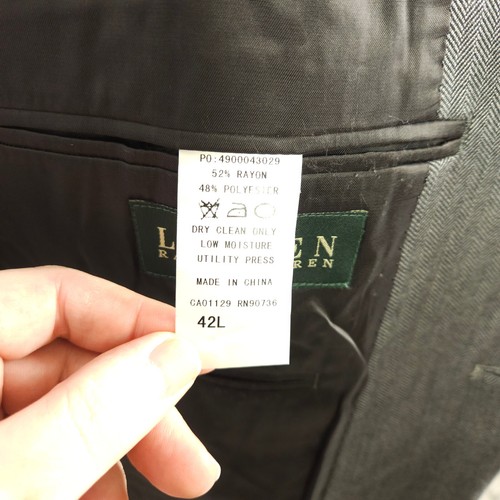 PO:4900043029
52% RAYON
48% POLYESTER
DRY CLEAN ONLY
LOW MOISTURE
UTILITY PRESS
MADE IN CHINA
CA01129 RN90736
42L